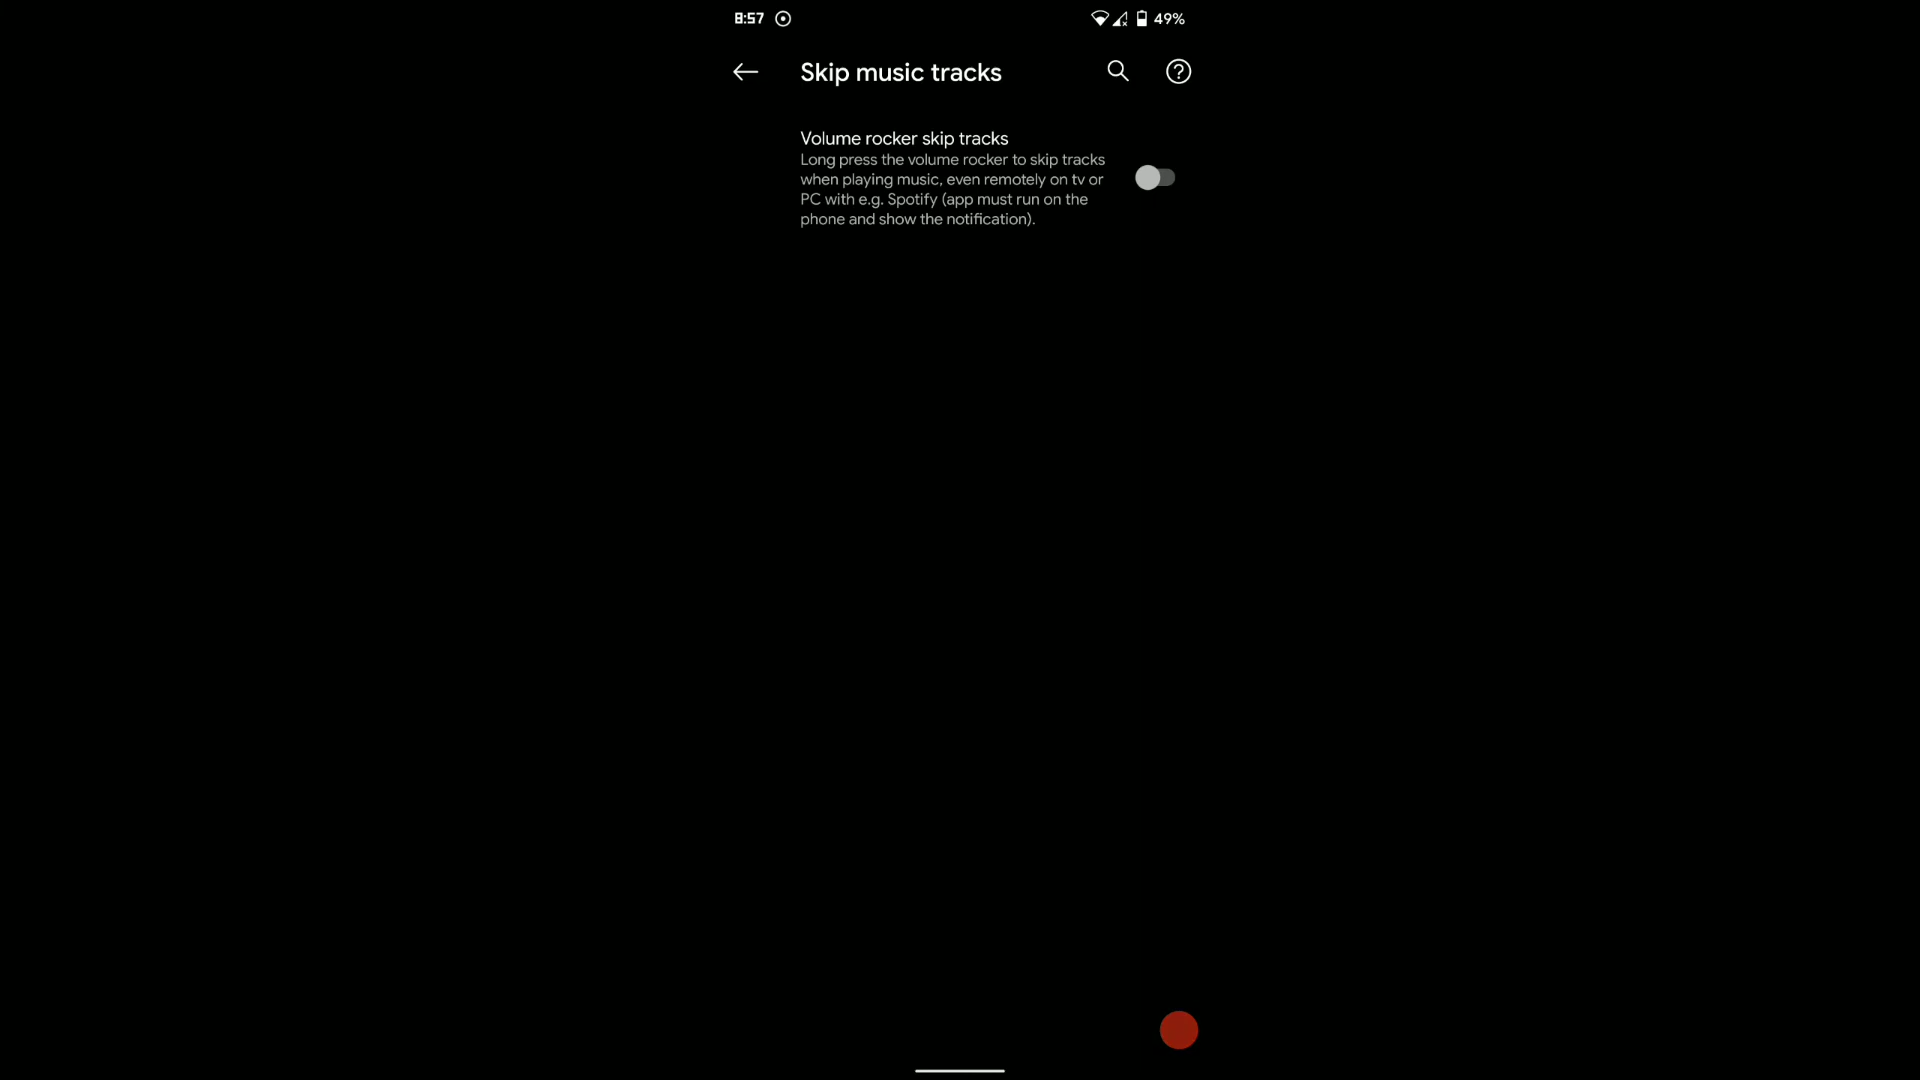 8:57
49%
Skip music tracks
Volume rocker skip tracks
Long press the volume rocker to skip tracks
when playing music, even remotely on tv or
PC with e.g. Spotify (app must run on the
phone and show the notification).